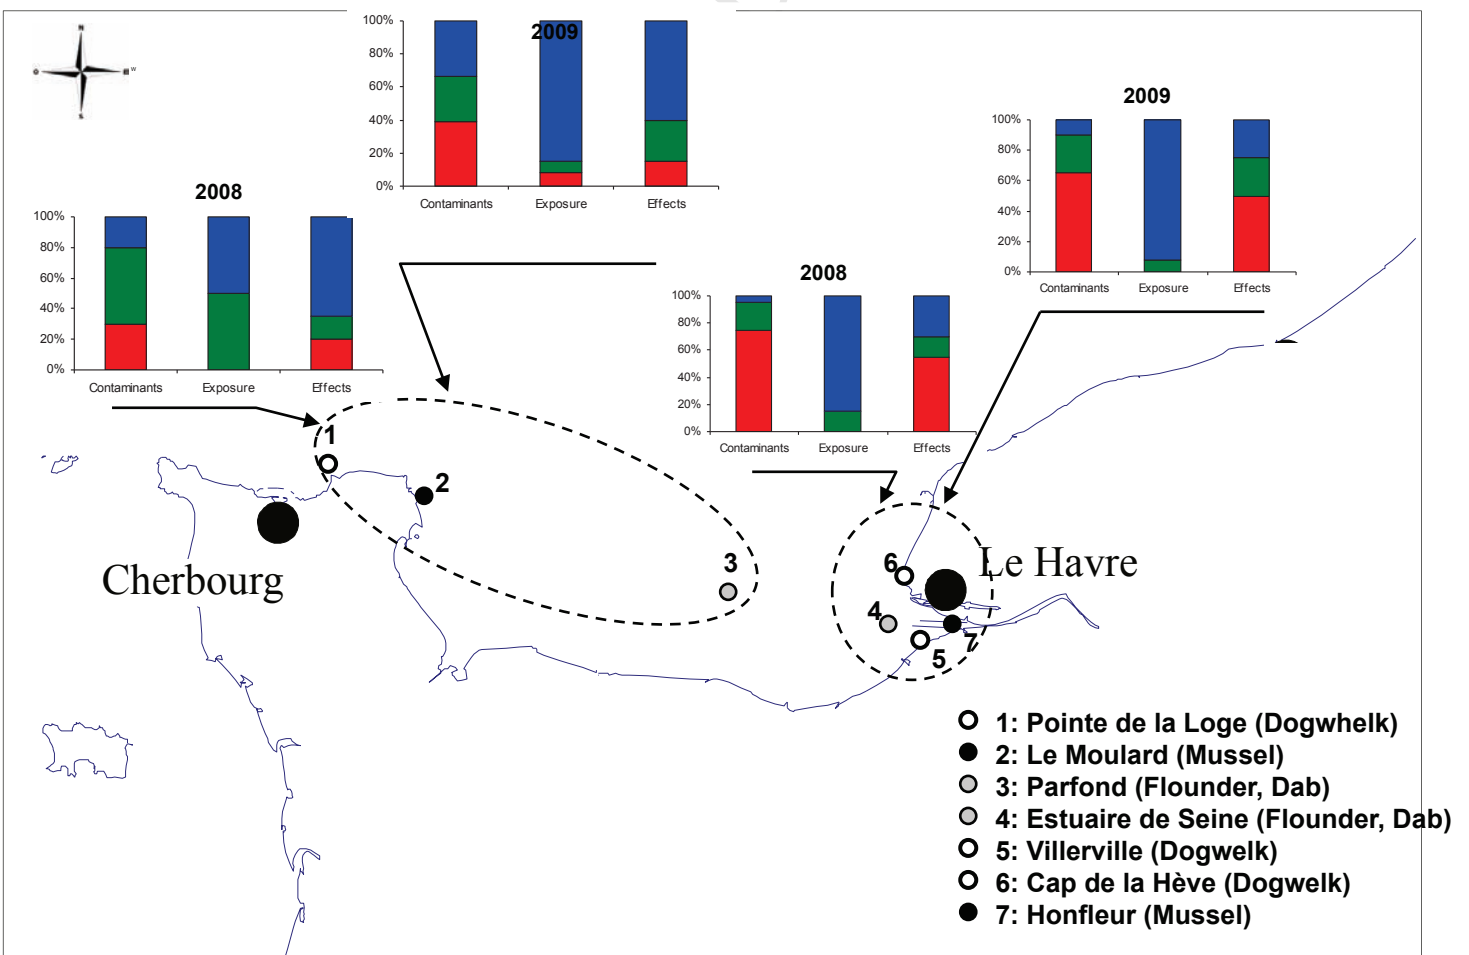 N
W
S
2009
100%
80%
60%
40%
20%
0%
Contaminants Exposure Effects
2009
100%
80%
60%
40%
20%
0%
Contaminants Exposure Effects
2008
100%
80%
60%
40%
20%
0%
Contaminants Exposure Effects
2008
100%
80%
60%
40%
20%
0%
Contaminants Exposure Effects
1
2
3
6
4
5
7
Cherbourg
Le Havre
1: Pointe de la Loge (Dogwhelk)
2: Le Moulard (Mussel)
3: Parfond (Flounder, Dab)
4: Estuaire de Seine (Flounder, Dab)
5: Villerville (Dogwelk)
6: Cap de la Hève (Dogwelk)
7: Honfleur (Mussel)